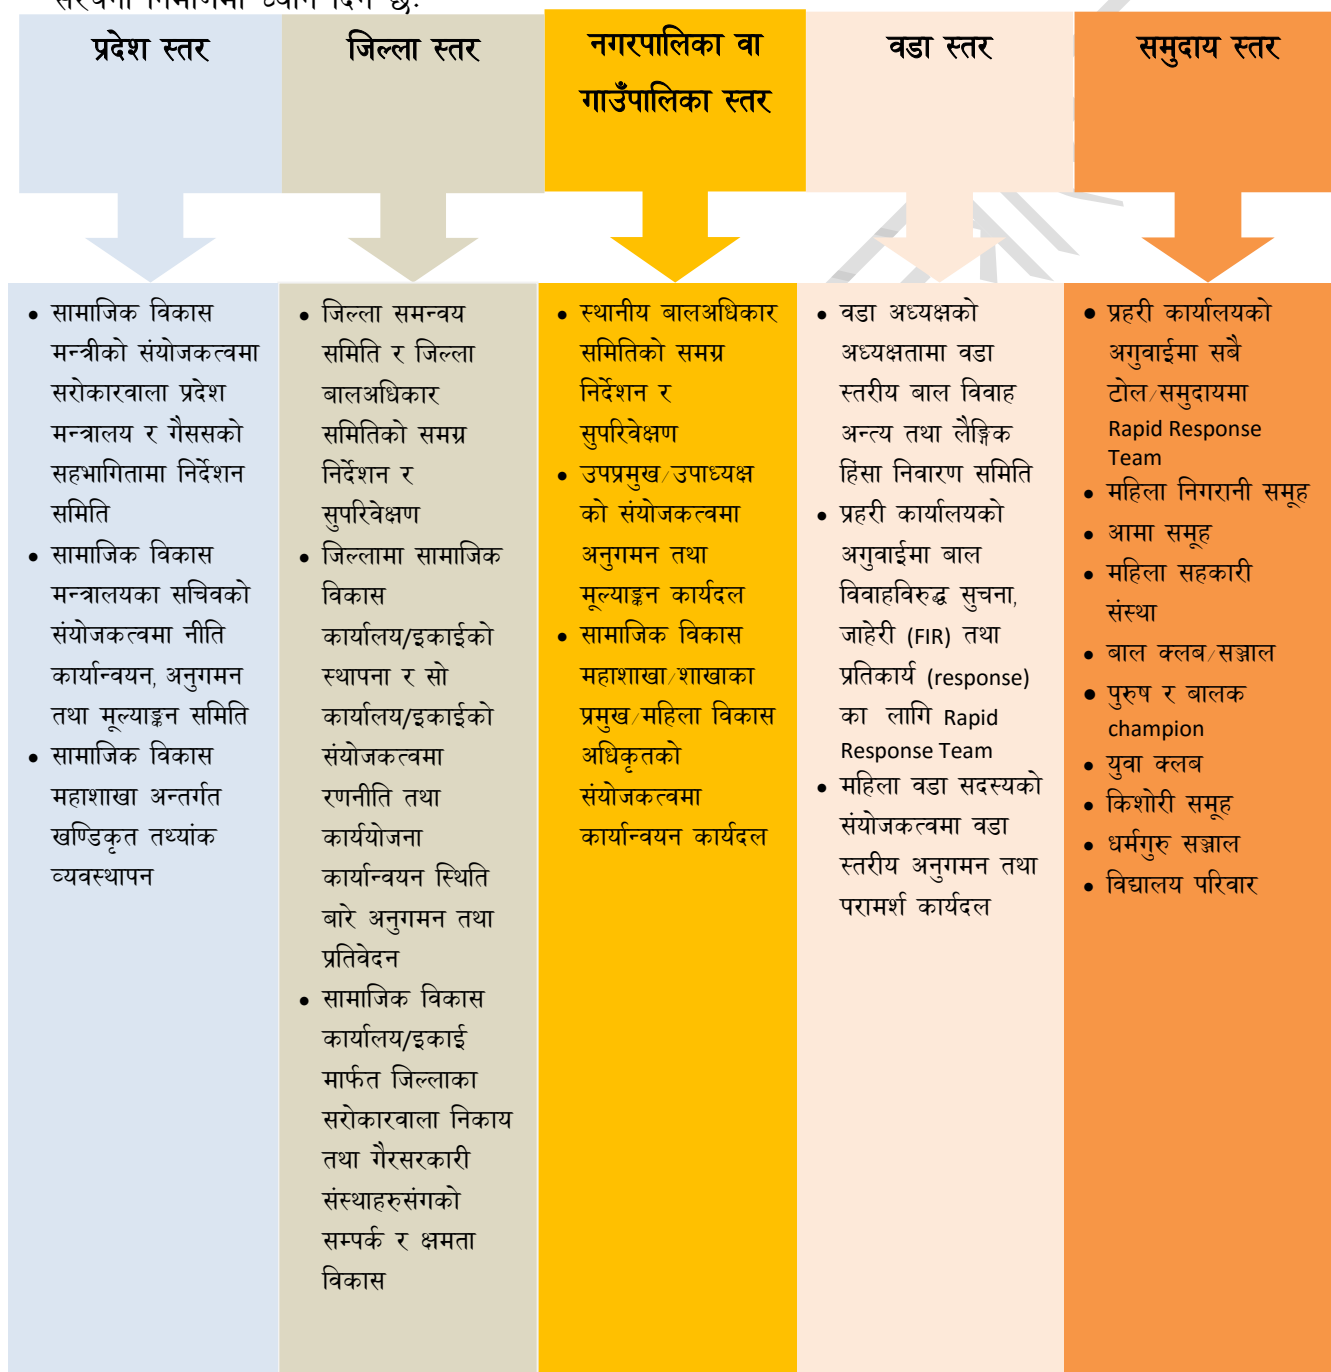 प्रदेश स्तर
सामाजिक विकास
मन्त्रीको संयोजकत्वमा
सरोकारवाला प्रदेश
मन्त्रालय र गैससको
सहभागितामा निर्देशन
समिति
सामाजिक विकास
मन्त्रालयका सचिवको
संयोजकत्वमा नीति
कार्यान्वयन, अनुगमन
तथा मूल्याङ्कन समिति
सामाजिक विकास
महाशाखा अन्तर्गत
खण्डिकृत तथ्यांक
व्यवस्थापन
जिल्ला स्तर
जिल्ला समन्वय
समिति र जिल्ला
बालअधिकार
समितिको समग्र
निर्देशन र
सुपरिवेक्षण
जिल्लामा सामाजिक
विकास
कार्यालय/इकाईको
स्थापना र सो
कार्यालय/इकाईको
संयोजकत्वमा
रणनीति तथा
कार्ययोजना
कार्यान्वयन स्थिति
बारे अनुगमन तथा
प्रतिवेदन
सामाजिक विकास
कार्यालय/इकाई
मार्फत जिल्लाका
सरोकारवाला निकाय
तथा गैरसरकारी
संस्थाहरुसंगको
सम्पर्क र क्षमता
विकास
नगरपालिका वा
गाउँपालिका स्तर
स्थानीय बालअधिकार
समितिको समग्र
निर्देशन र
सुपरिवेक्षण
उपप्रमुख/उपाध्यक्ष
को संयोजकत्वमा
अनुगमन तथा
मूल्याङ्कन कार्यदल
सामाजिक विकास
महाशाखा/शाखाका
प्रमुख/महिला विकास
अधिकृतको
संयोजकत्वमा
कार्यान्वयन कार्यदल
वडा स्तर
वडा अध्यक्षको
अध्यक्षतामा वडा
स्तरीय बाल विवाह
अन्त्य तथा लैङ्गिक
हिंसा निवारण समिति
प्रहरी कार्यालयको
अगुवाईमा बाल
विवाहविरुद्ध सुचना,
जाहेरी (FIR) तथा
प्रतिकार्य (response)
का लागि Rapid
Response Team
महिला वडा सदस्यको
संयोजकत्वमा वडा
स्तरीय अनुगमन तथा
परामर्श कार्यदल
समुदाय स्तर
प्रहरी कार्यालयको
अगुवाईमा सबै
टोल/समुदायमा
Rapid Response
Team
महिला निगरानी समूह
आमा समूह
महिला सहकारी
संस्था
बाल क्लब/सञ्जाल
पुरुष र बालक
champion
युवा क्लब
किशोरी समूह
धर्मगुरु सञ्जाल
विद्यालय परिवार